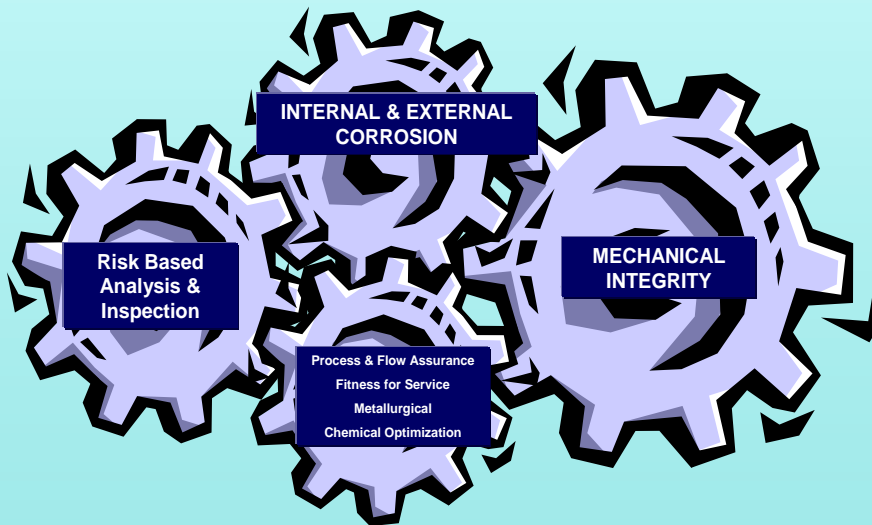 INTERNAL & EXTERNAL
CORROSION
Risk Based
Analysis &
Inspection
MECHANICAL
INTEGRITY
Process & Flow Assurance
Fitness for Service
Metallurgical
Chemical Optimization